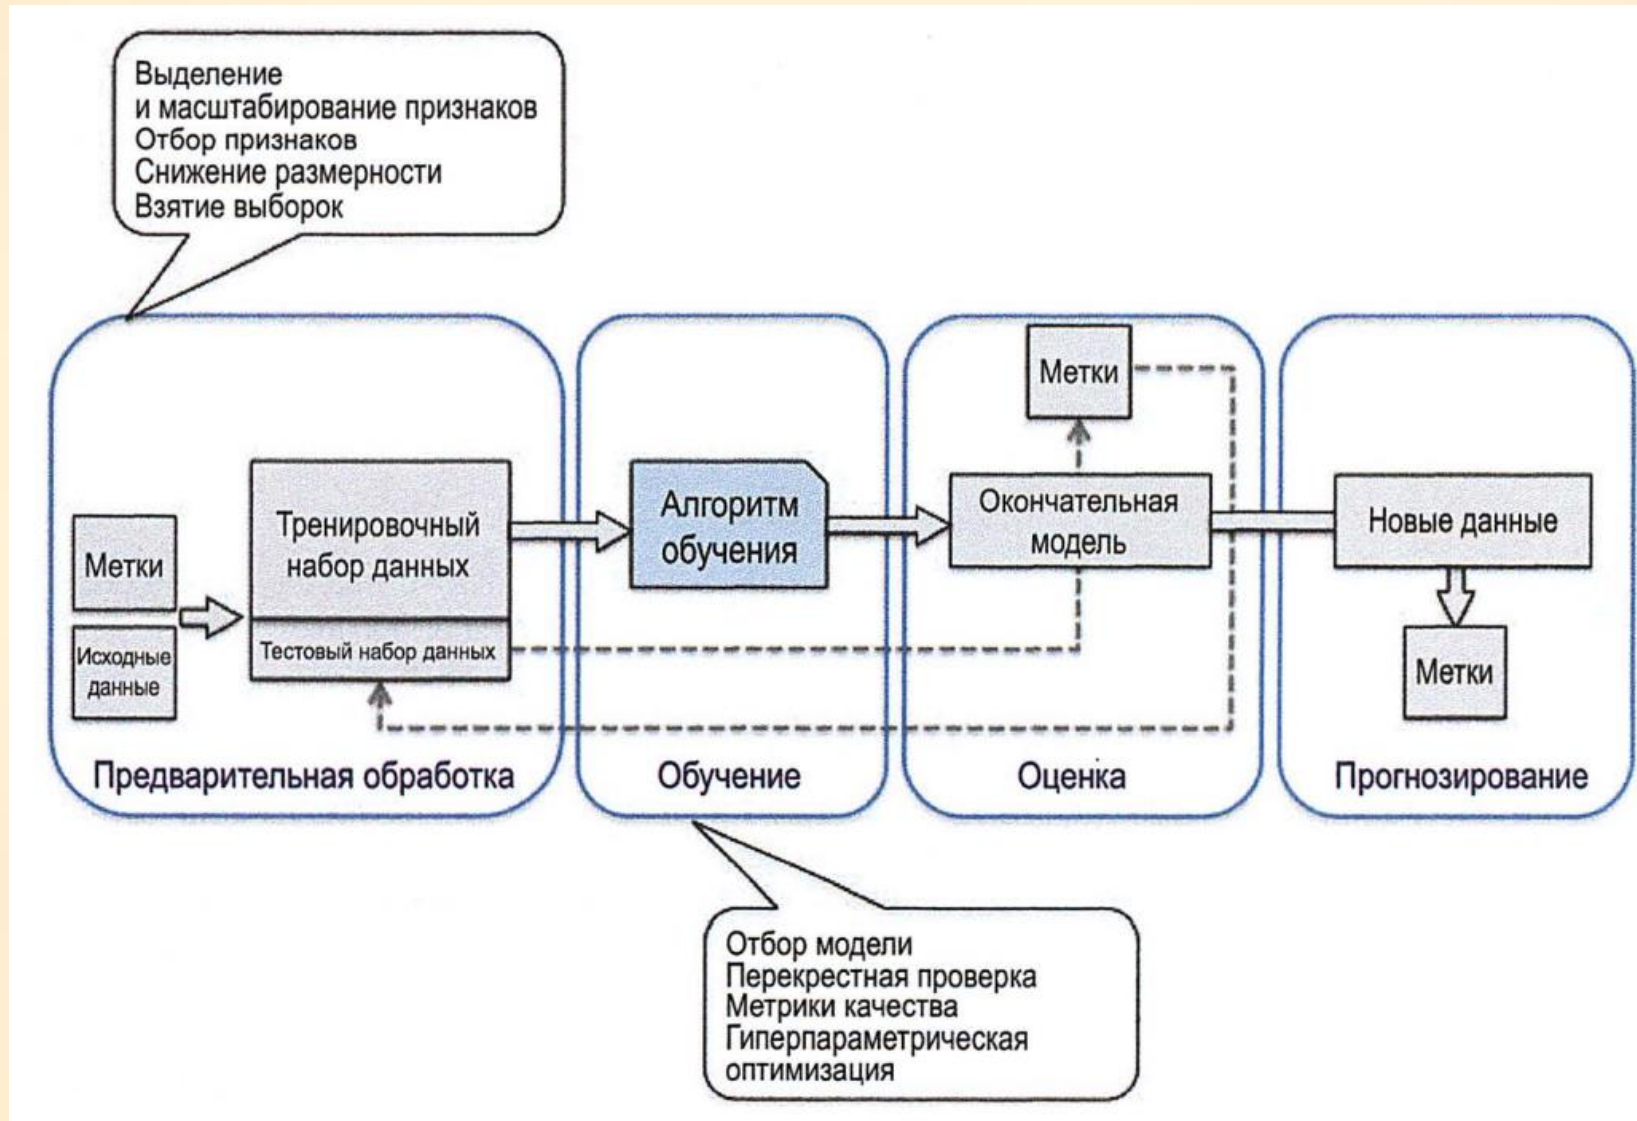 Выделение
и масштабирование признаков
Отбор признаков
Снижение размерности
Взятие выборок
Метки
Исходные
данные
Тренировочный
набор данных
Тестовый набор данных
Предварительная обработка
Алгоритм
обучения
Обучение
Метки
Окончательная
модель
Оценка
Новые данные
Метки
Прогнозирование
Отбор модели
Перекрестная проверка
Метрики качества
Гиперпараметрическая
оптимизация